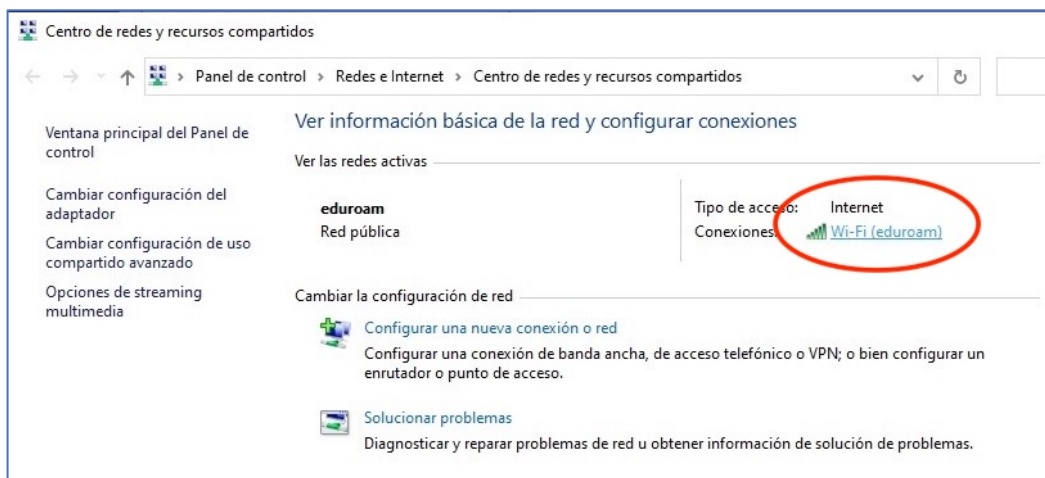 Centro de redes y recursos compartidos
Panel de control > Redes e Internet > Centro de redes y recursos compartidos
Ventana principal del Panel de
control
Cambiar configuración del
adaptador
Cambiar configuración de uso
compartido avanzado
Opciones de streaming
multimedia
Ver información básica de la red y configurar conexiones
Ver las redes activas
eduroam
Red pública
Tipo de acceso: Internet
Conexiones: Wi-Fi (eduroam)
Cambiar la configuración de red
Configurar una nueva conexión o red
Configurar una conexión de banda ancha, de acceso telefónico o VPN; o bien configurar un
enrutador o punto de acceso.
Solucionar problemas
Diagnosticar y reparar problemas de red u obtener información de solución de problemas.